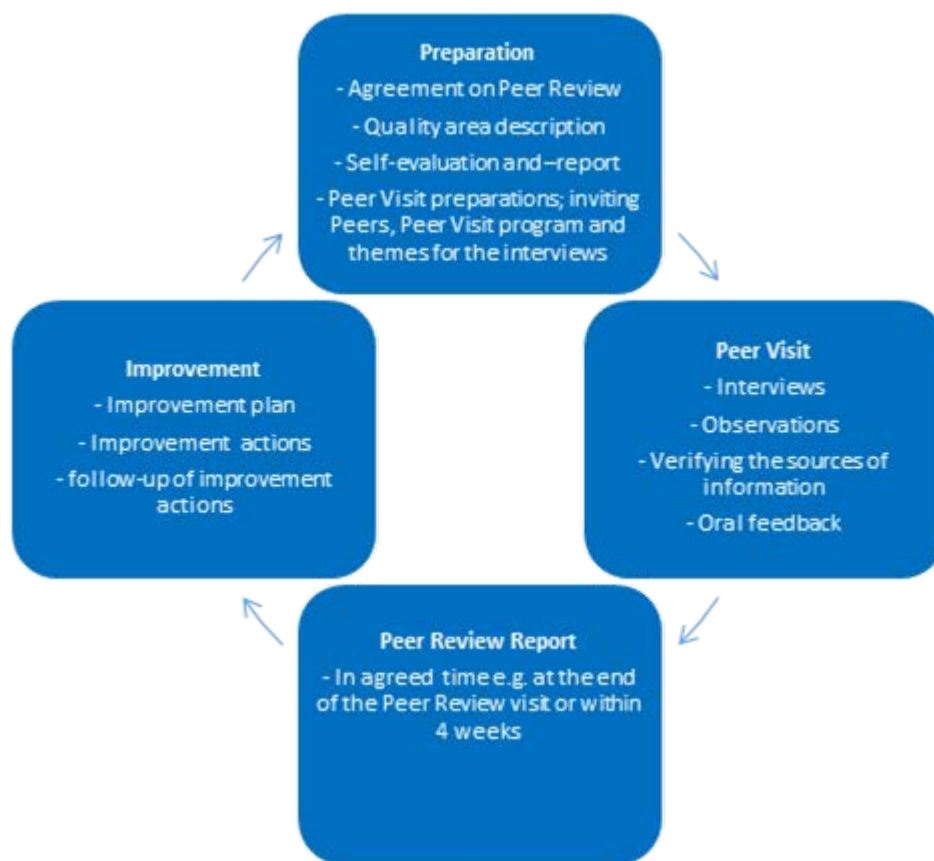 Preparation
- Agreement on Peer Review
- Quality area description
- Self-evaluation and –report
- Peer Visit preparations; inviting
Peers, Peer Visit program and
themes for the interviews
Peer Visit
- Interviews
- Observations
- Verifying the sources of
information
- Oral feedback
Peer Review Report
- In agreed time e.g. at the end
of the Peer Review visit or within
4 weeks
Improvement
- Improvement plan
- Improvement actions
- follow-up of improvement
actions